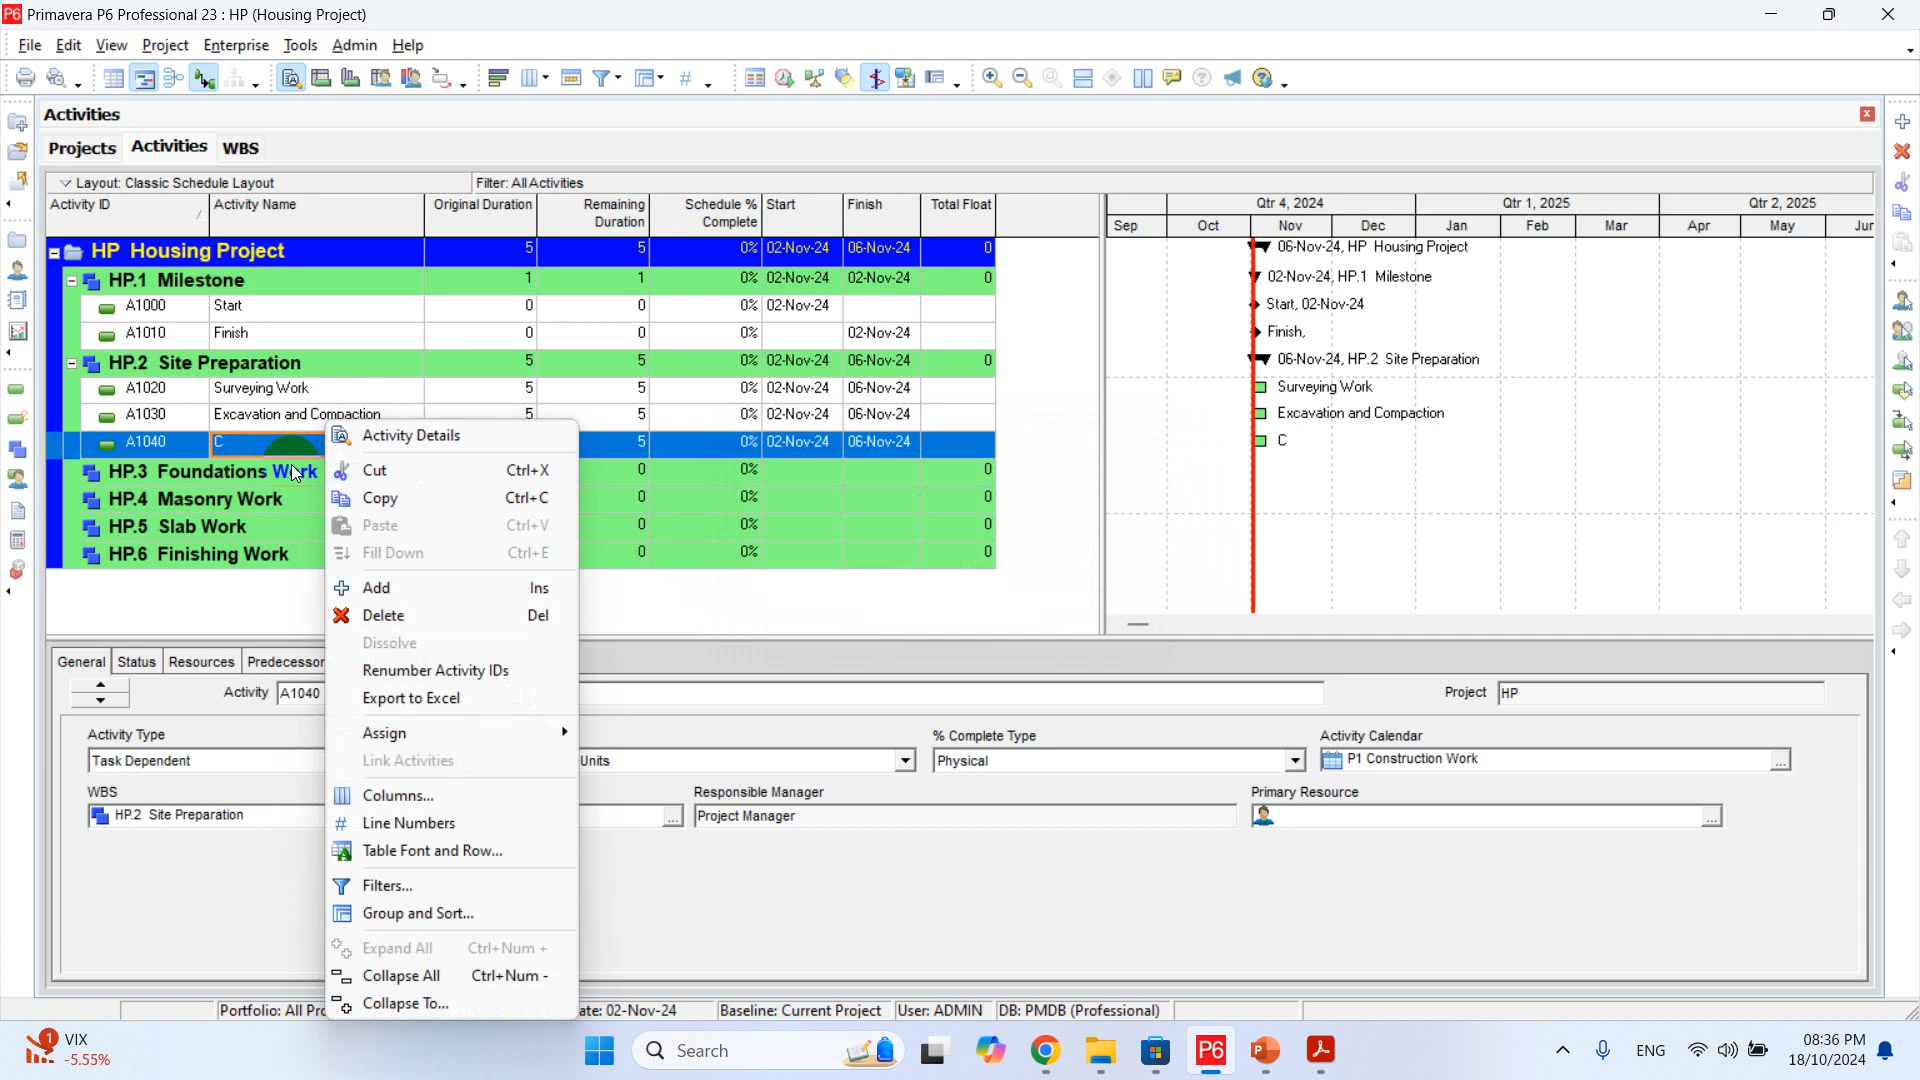 Primavera P6 Professional 23 : HP (Housing Project)
File Edit View Project Enterprise Tools Admin Help
Activities
Projects Activities WBS
Layout: Classic Schedule Layout Filter: All Activities
Activity ID Activity Name Original Duration Remaining Duration Schedule % Complete Start Finish Total Float
Qtr 4, 2024 Qtr 1, 2025 Qtr 2, 2025
Sep Oct Nov Dec Jan Feb Mar Apr May Jun
HP Housing Project 5 5 0% 02-Nov-24 06-Nov-24 0 06-Nov-24, HP Housing Project
HP.1 Milestone 1 1 0% 02-Nov-24 02-Nov-24 0 02-Nov-24, HP.1 Milestone
A1000 Start 0 0 0% 02-Nov-24 Start, 02-Nov-24
A1010 Finish 0 0 0% 02-Nov-24 Finish,
HP.2 Site Preparation 5 5 0% 02-Nov-24 06-Nov-24 0 06-Nov-24, HP.2 Site Preparation
A1020 Surveying Work 5 5 0% 02-Nov-24 06-Nov-24 Surveying Work
A1030 Excavation and Compaction 5 5 0% 02-Nov-24 06-Nov-24 Excavation and Compaction
A1040 C 5 0% 02-Nov-24 06-Nov-24 C
HP.3 Foundations Work 0 0% 0
HP.4 Masonry Work 0 0% 0
HP.5 Slab Work 0 0% 0
HP.6 Finishing Work 0 0% 0
Activity Details
Cut Ctrl+X
Copy Ctrl+C
Paste Ctrl+V
Fill Down Ctrl+E
Add Ins
Delete Del
Dissolve
Renumber Activity IDs
Export to Excel
Assign
Link Activities
Columns...
Line Numbers
Table Font and Row...
Filters...
Group and Sort...
Expand All Ctrl+Num +
Collapse All Ctrl+Num -
Collapse To...
General Status Resources Predecessor
Activity A1040 Project HP
Activity Type % Complete Type Activity Calendar
Task Dependent Units Physical P1 Construction Work
WBS Responsible Manager Primary Resource
HP.2 Site Preparation Project Manager
Portfolio: All Pro ate: 02-Nov-24 Baseline: Current Project User: ADMIN DB: PMDB (Professional)
1 VIX
-5.55%
Search
ENG
08:36 PM
18/10/2024